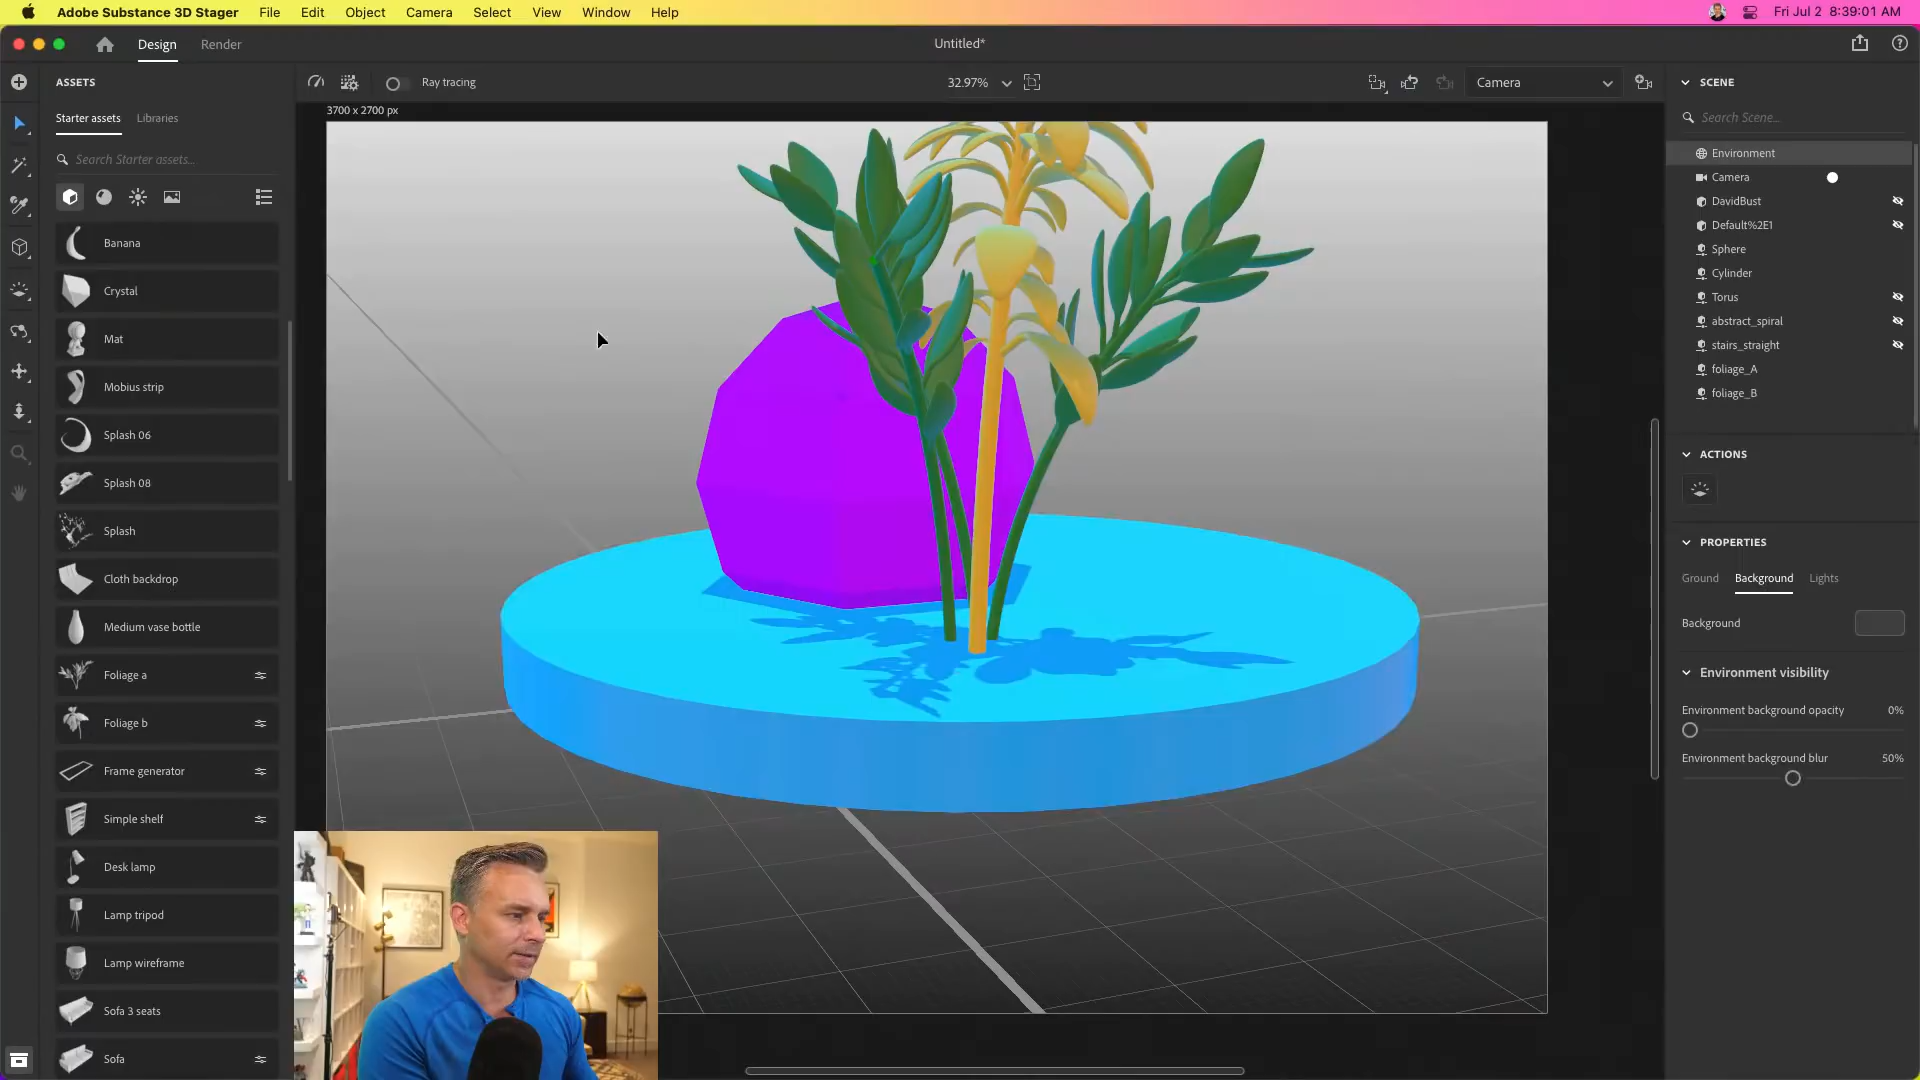 Adobe Substance 3D Stager File Edit Object Camera Select View Window Help Fri Jul 2 8:39:01 AM
Design Render Untitled*
ASSETS
Ray tracing 32.97% Camera
SCENE
3700 x 2700 px
Starter assets Libraries
Search Scene...
Search Starter assets...
Environment
Camera
DavidBust
Default%2E1
Sphere
Cylinder
Torus
abstract_spiral
stairs_straight
foliage_A
foliage_B
Banana
Crystal
Mat
Mobius strip
Splash 06
Splash 08
Splash
Cloth backdrop
Medium vase bottle
Foliage a
Foliage b
Frame generator
Simple shelf
Desk lamp
Lamp tripod
Lamp wireframe
Sofa 3 seats
Sofa
ACTIONS
PROPERTIES
Ground Background Lights
Background
Environment visibility
Environment background opacity 0%
Environment background blur 50%